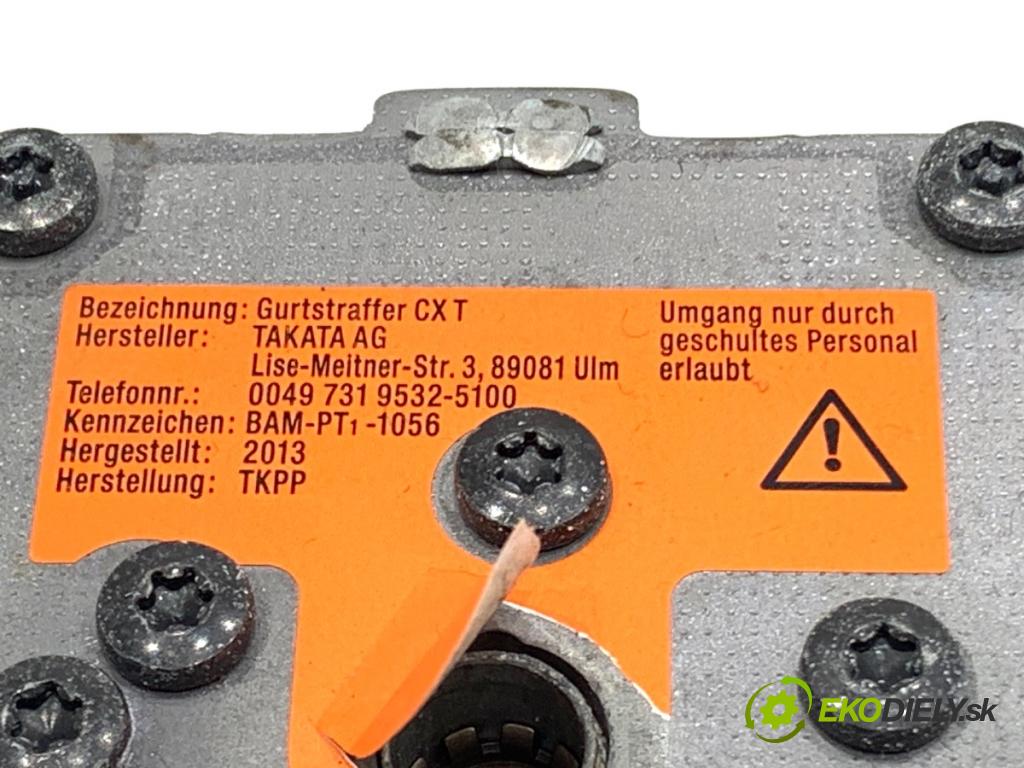 Bezeichnung: Gurtstraffer CX T
Hersteller: TAKATA AG
Lise-Meitner-Str. 3, 89081 Ulm
Telefonnr.: 0049 731 9532-5100
Kennzeichen: BAM-PT1-1056
Hergestellt: 2013
Herstellung: TKPP
Umgang nur durch
geschultes Personal
erlaubt
EKODIELY.sk